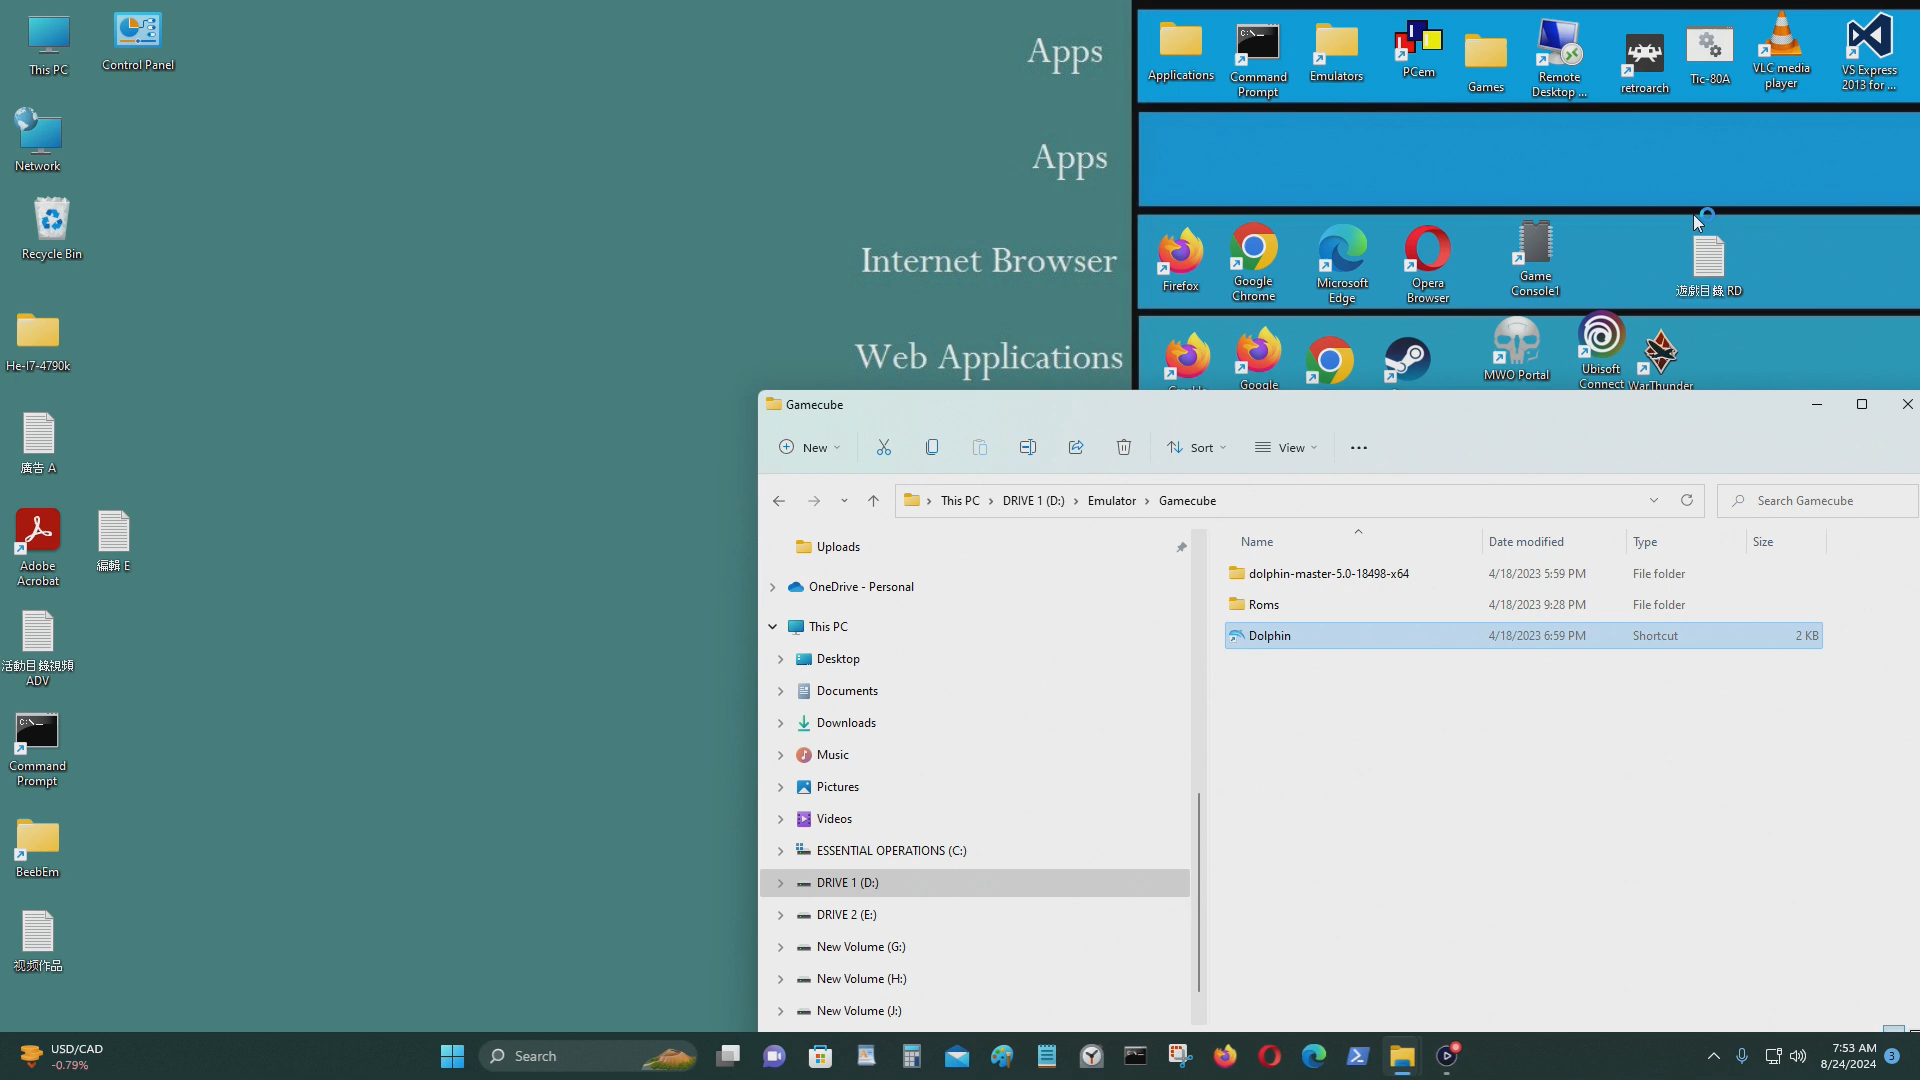 This PC
Control Panel
Network
Recycle Bin
He-I7-4790k
廣告 A
Adobe
Acrobat
編輯 E
活動目錄視頻
ADV
Command
Prompt
BeebEm
视频作品
Apps
Apps
Internet Browser
Web Applications
Applications
Command
Prompt
Emulators
PCem
Games
Remote
Desktop ...
retroarch
Tic-80A
VLC media
player
VS Express
2013 for ...
Firefox
Google
Chrome
Microsoft
Edge
Opera
Browser
Game
Console1
遊戲目錄 RD
Google
MWO Portal
Ubisoft
Connect
WarThunder
Gamecube
New
Sort
View
This PC
DRIVE 1 (D:)
Emulator
Gamecube
Search Gamecube
Uploads
OneDrive - Personal
This PC
Desktop
Documents
Downloads
Music
Pictures
Videos
ESSENTIAL OPERATIONS (C:)
DRIVE 1 (D:)
DRIVE 2 (E:)
New Volume (G:)
New Volume (H:)
New Volume (J:)
Name Date modified Type Size
dolphin-master-5.0-18498-x64 4/18/2023 5:59 PM File folder
Roms 4/18/2023 9:28 PM File folder
Dolphin 4/18/2023 6:59 PM Shortcut 2 KB
USD/CAD
-0.79%
Search
7:53 AM
8/24/2024
3